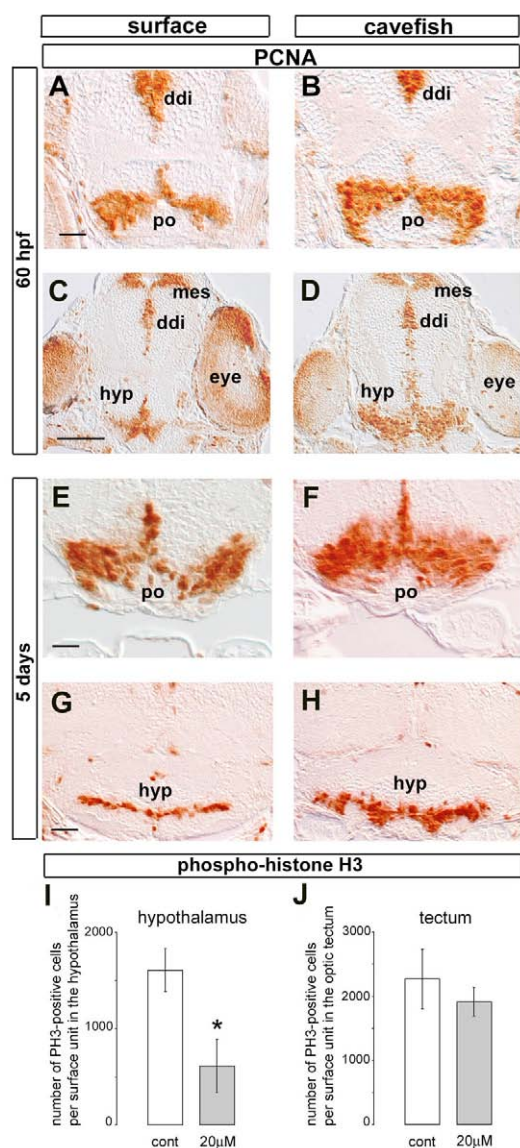 surface
cavefish
PCNA
60 hpf
A
ddi
po
B
ddi
po
C
mes
ddi
hyp
eye
D
mes
ddi
hyp
eye
5 days
E
po
F
po
G
hyp
H
hyp
phospho-histone H3
I
hypothalamus
number of PH3-positive cells
per surface unit in the hypothalamus
2000
1000
0
*
cont
20µM
J
tectum
number of PH3-positive cells
per surface unit in the optic tectum
3000
2000
1000
0
cont
20µM